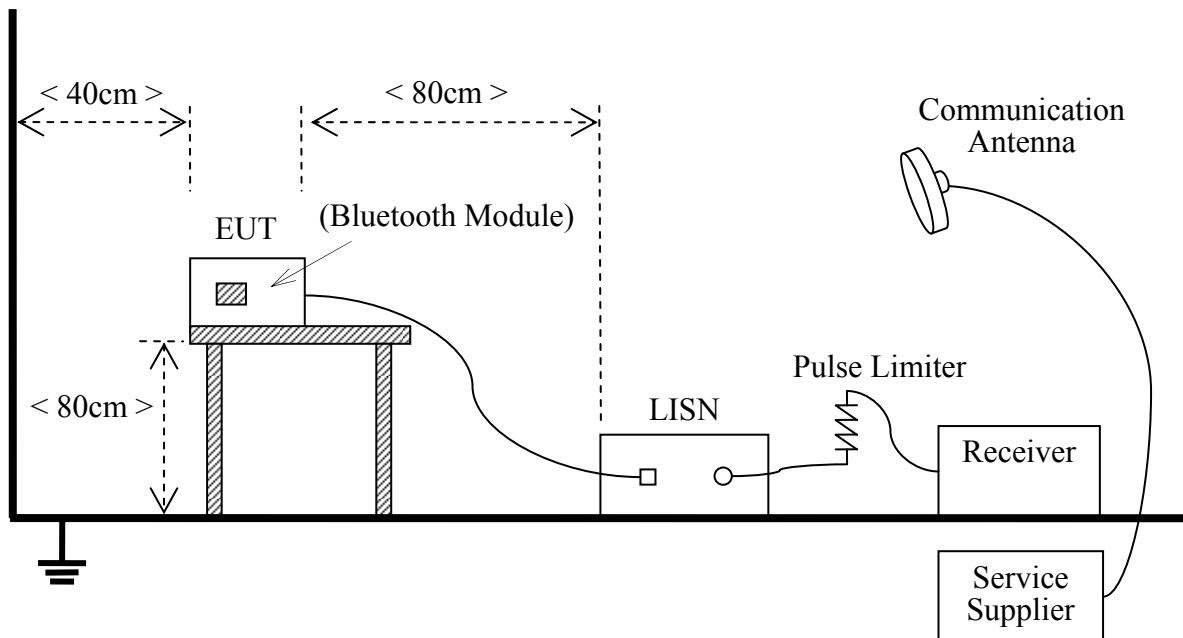 < 40cm >
< 80cm >
Communication
Antenna
(Bluetooth Module)
EUT
Pulse Limiter
< 80cm >
LISN
Receiver
Service
Supplier